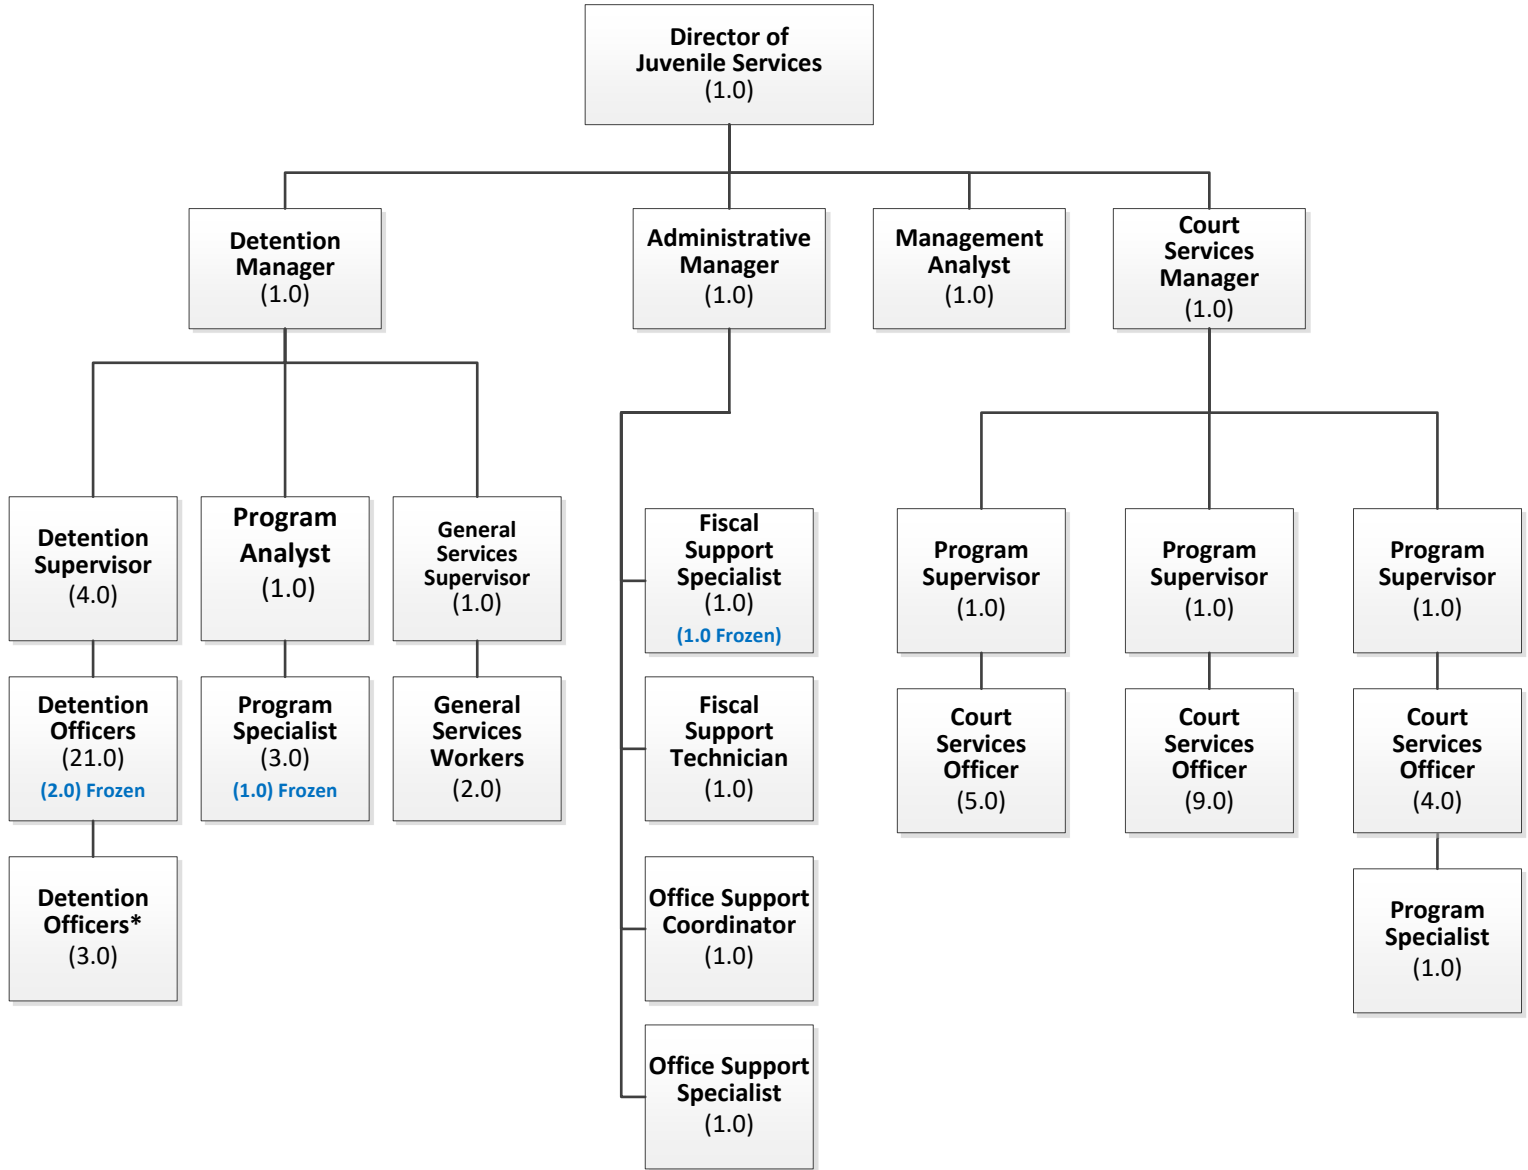 Director of
Juvenile Services
(1.0)
Detention
Manager
(1.0)
Administrative
Manager
(1.0)
Management
Analyst
(1.0)
Court
Services
Manager
(1.0)
Detention
Supervisor
(4.0)
Program
Analyst
(1.0)
General
Services
Supervisor
(1.0)
Detention
Officers
(21.0)
(2.0) Frozen
Program
Specialist
(3.0)
(1.0) Frozen
General
Services
Workers
(2.0)
Detention
Officers*
(3.0)
Fiscal
Support
Specialist
(1.0)
(1.0 Frozen)
Fiscal
Support
Technician
(1.0)
Office Support
Coordinator
(1.0)
Office Support
Specialist
(1.0)
Program
Supervisor
(1.0)
Program
Supervisor
(1.0)
Program
Supervisor
(1.0)
Court
Services
Officer
(5.0)
Court
Services
Officer
(9.0)
Court
Services
Officer
(4.0)
Program
Specialist
(1.0)